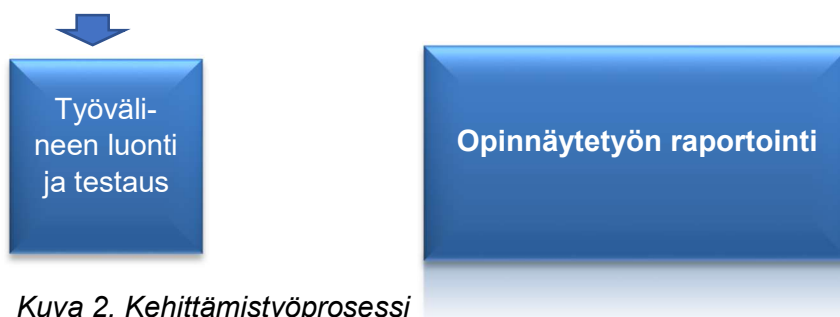 Työväli-
neen luonti
ja testaus
Opinnäytetyön raportointi
Kuva 2. Kehittämistyöprosessi